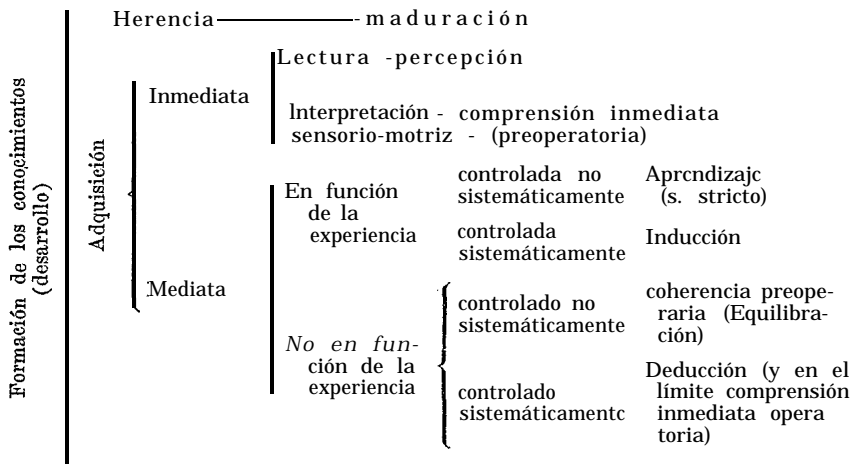 Formación de los conocimientos
(desarrollo)
Herencia - maduración
Adquisición
Inmediata
Lectura - percepción
Interpretación - comprensión inmediata
sensorio-motriz - (preoperatoria)
Mediata
En función
de la
experiencia
controlada no
sistemáticamente
Aprcndizajc
(s. stricto)
controlada
sistemáticamente
Inducción
No en fun-
ción de la
experiencia
controlado no
sistemáticamente
coherencia preope-
raria (Equilibra-
ción)
controlado
sistemáticamentc
Deducción (y en el
límite comprensión
inmediata opera
toria)